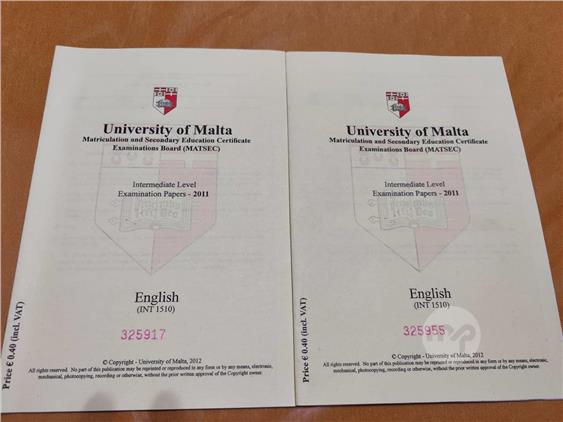 University of Malta
Matriculation and Secondary Education Certificate
Examinations Board (MATSEC)
Intermediate Level
Examination Papers - 2011
English
(INT 1510)
325917
Price € 0.40 (incl. VAT)
© Copyright - University of Malta, 2012
All rights reserved. No part of this publication may be reprinted or reproduced in any form or by any means, electronic,
mechanical, photocopying, recording or otherwise, without the prior written approval of the Copyright owner.
University of Malta
Matriculation and Secondary Education Certificate
Examinations Board (MATSEC)
Intermediate Level
Examination Papers - 2011
English
(INT 1510)
325955
Price € 0.40 (incl. VAT)
© Copyright - University of Malta, 2012
All rights reserved. No part of this publication may be reprinted or reproduced in any form or by any means, electronic,
mechanical, photocopying, recording or otherwise, without the prior written approval of the Copyright owner.